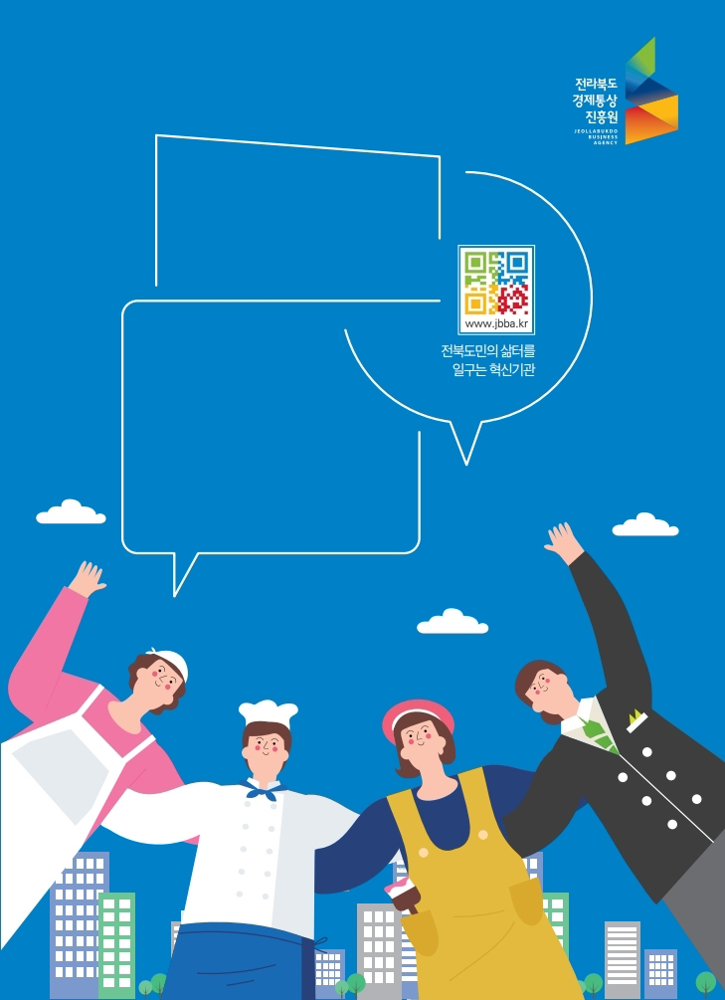 전라북도
경제통상
진흥원
JEOLLABUKDO
BUSINESS
AGENCY
www.jbba.kr
전북도민의 삶터를
일구는 혁신기관